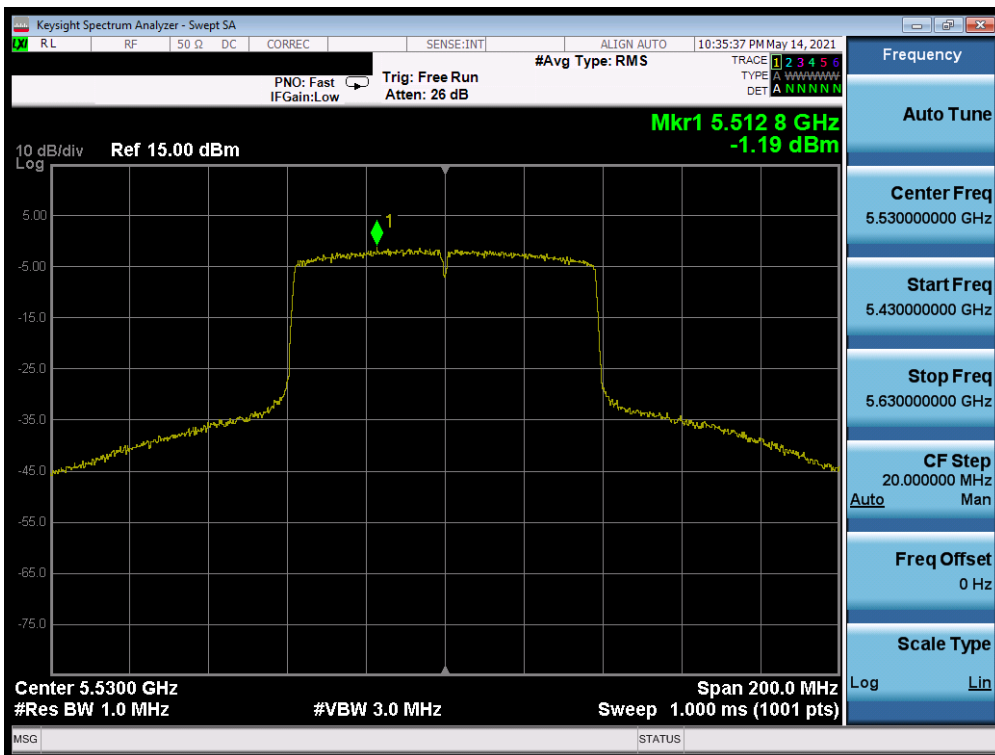 Keysight Spectrum Analyzer - Swept SA
LXI RL RF 50 Ω DC CORREC SENSE:INT ALIGN AUTO 10:35:37 PM May 14, 2021
PNO: Fast
IFGain:Low
Trig: Free Run
Atten: 26 dB
#Avg Type: RMS
TRACE 1 2 3 4 5 6
TYPE A WWWWW
DET A N N N N N
Mkr1 5.512 8 GHz
-1.19 dBm
10 dB/div Ref 15.00 dBm
Log
5.00
-5.00
-15.0
-25.0
-35.0
-45.0
-55.0
-65.0
-75.0
1
Center 5.5300 GHz Span 200.0 MHz
#Res BW 1.0 MHz #VBW 3.0 MHz Sweep 1.000 ms (1001 pts)
MSG STATUS
Frequency
Auto Tune
Center Freq
5.530000000 GHz
Start Freq
5.430000000 GHz
Stop Freq
5.630000000 GHz
CF Step
20.000000 MHz
Auto Man
Freq Offset
0 Hz
Scale Type
Log Lin